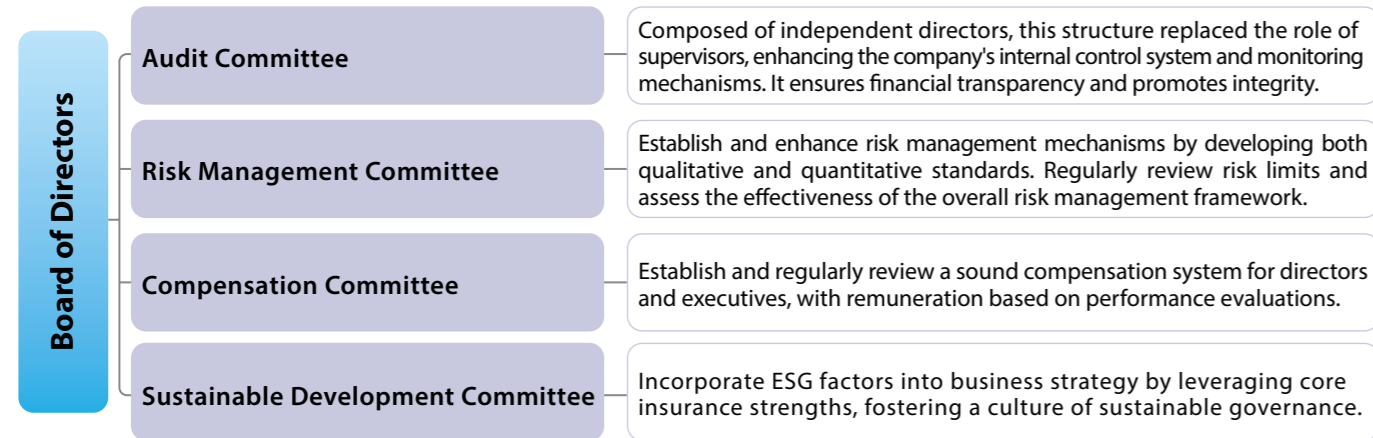 Board of Directors
Audit Committee
Composed of independent directors, this structure replaced the role of
supervisors, enhancing the company's internal control system and monitoring
mechanisms. It ensures financial transparency and promotes integrity.
Risk Management Committee
Establish and enhance risk management mechanisms by developing both
qualitative and quantitative standards. Regularly review risk limits and
assess the effectiveness of the overall risk management framework.
Compensation Committee
Establish and regularly review a sound compensation system for directors
and executives, with remuneration based on performance evaluations.
Sustainable Development Committee
Incorporate ESG factors into business strategy by leveraging core
insurance strengths, fostering a culture of sustainable governance.